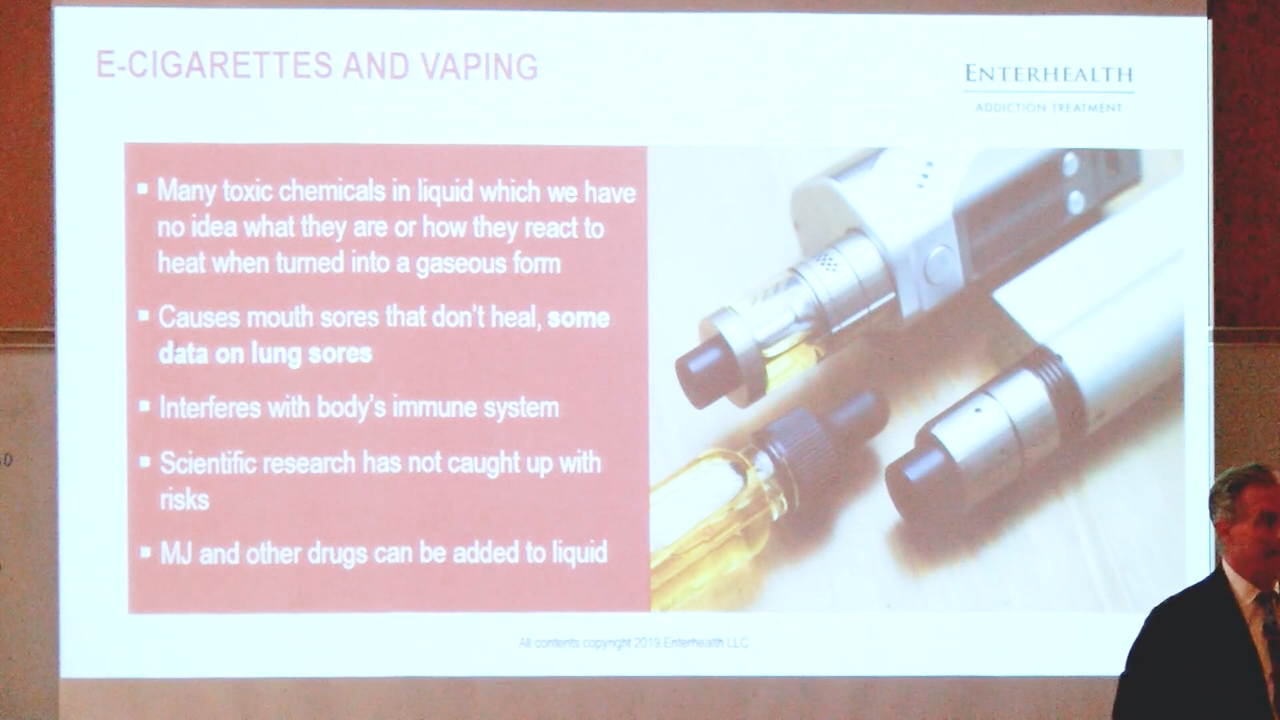 E-CIGARETTES AND VAPING
ENTERHEALTH
ADDICTION TREATMENT
▪ Many toxic chemicals in liquid which we have
no idea what they are or how they react to
heat when turned into a gaseous form
▪ Causes mouth sores that don't heal, some
data on lung sores
▪ Interferes with body's immune system
▪ Scientific research has not caught up with
risks
▪ MJ and other drugs can be added to liquid
All contents copyright 2019 Enterhealth LLC